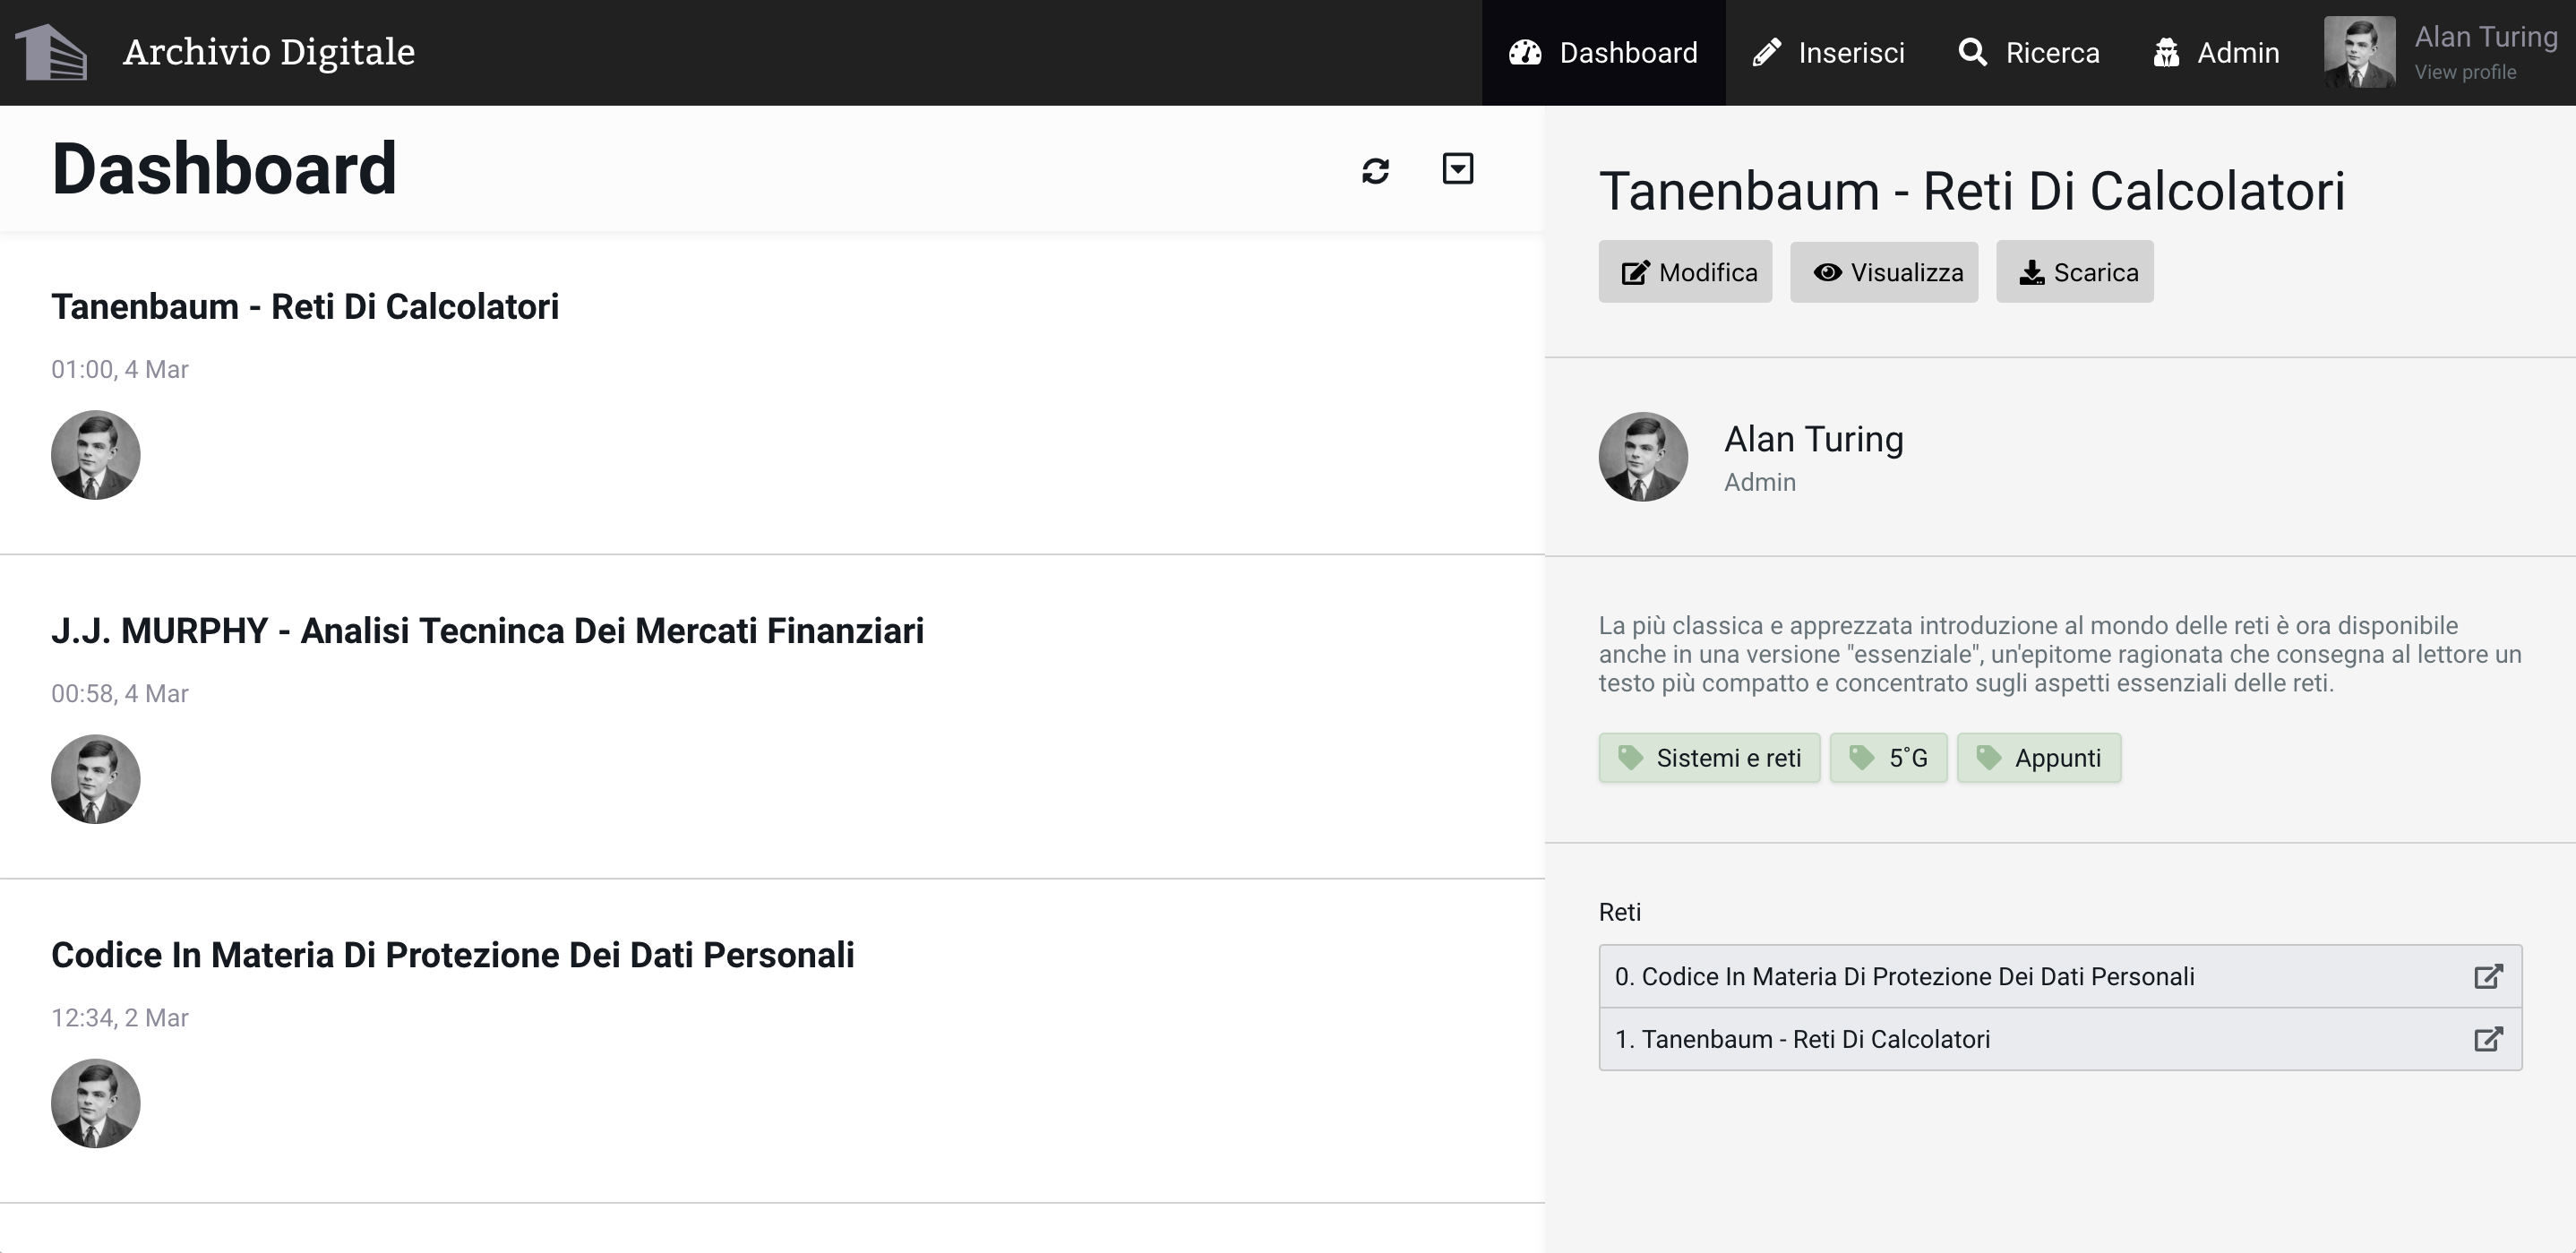 Archivio Digitale
Dashboard
Inserisci
Ricerca
Admin
Alan Turing
View profile
Dashboard
Tanenbaum - Reti Di Calcolatori
01:00, 4 Mar
J.J. MURPHY - Analisi Tecninca Dei Mercati Finanziari
00:58, 4 Mar
Codice In Materia Di Protezione Dei Dati Personali
12:34, 2 Mar
Tanenbaum - Reti Di Calcolatori
Modifica
Visualizza
Scarica
Alan Turing
Admin
La più classica e apprezzata introduzione al mondo delle reti è ora disponibile
anche in una versione "essenziale", un'epitome ragionata che consegna al lettore un
testo più compatto e concentrato sugli aspetti essenziali delle reti.
Sistemi e reti
5˚G
Appunti
Reti
0. Codice In Materia Di Protezione Dei Dati Personali
1. Tanenbaum - Reti Di Calcolatori